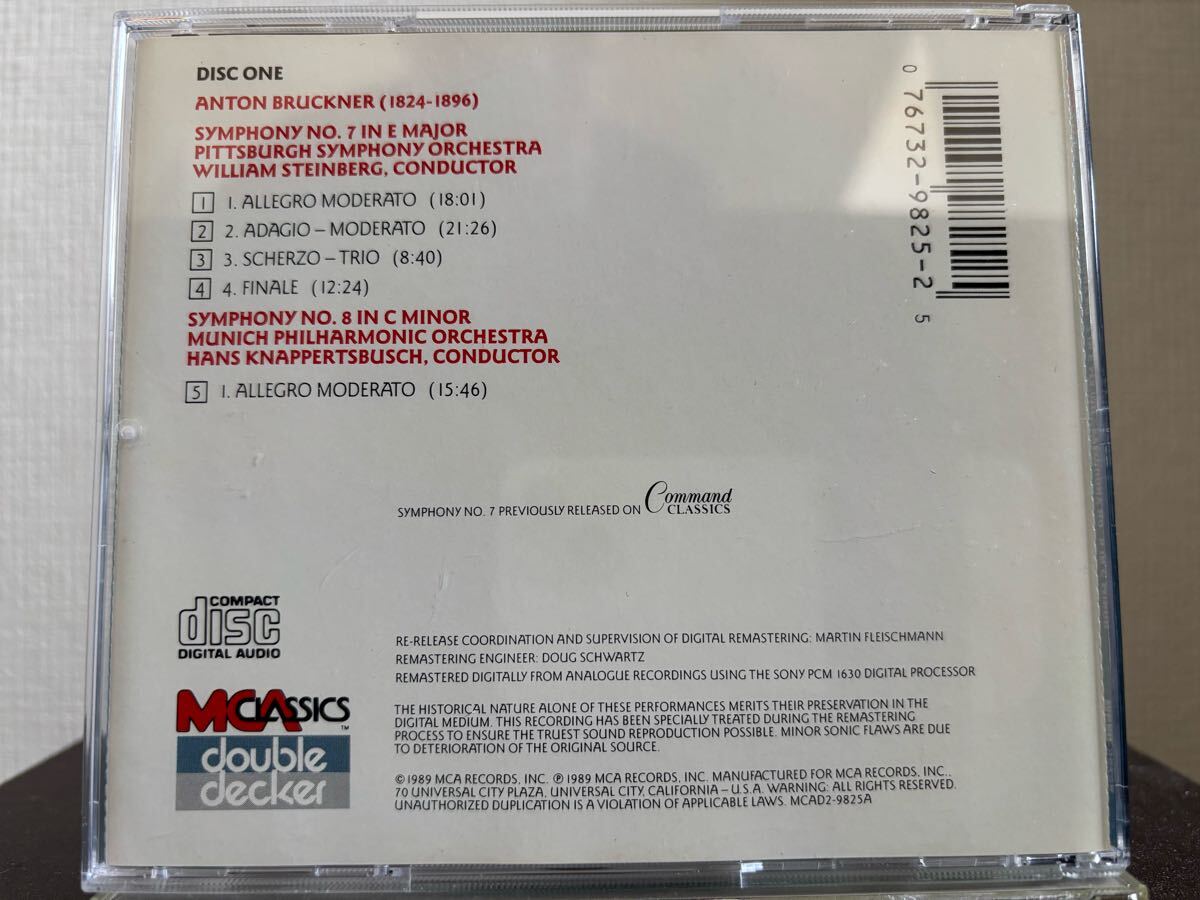 DISC ONE
ANTON BRUCKNER (1824-1896)
SYMPHONY NO. 7 IN E MAJOR
PITTSBURGH SYMPHONY ORCHESTRA
WILLIAM STEINBERG, CONDUCTOR
1 1. ALLEGRO MODERATO (18:01)
2 2. ADAGIO – MODERATO (21:26)
3 3. SCHERZO – TRIO (8:40)
4 4. FINALE (12:24)
SYMPHONY NO. 8 IN C MINOR
MUNICH PHILHARMONIC ORCHESTRA
HANS KNAPPERTSBUSCH, CONDUCTOR
5 1. ALLEGRO MODERATO (15:46)
0 76732-9825-2 5
SYMPHONY NO. 7 PREVIOUSLY RELEASED ON Command CLASSICS
COMPACT
disc
DIGITAL AUDIO
MCA CLASSICS ™
double
decker
RE-RELEASE COORDINATION AND SUPERVISION OF DIGITAL REMASTERING: MARTIN FLEISCHMANN
REMASTERING ENGINEER: DOUG SCHWARTZ
REMASTERED DIGITALLY FROM ANALOGUE RECORDINGS USING THE SONY PCM 1630 DIGITAL PROCESSOR
THE HISTORICAL NATURE ALONE OF THESE PERFORMANCES MERITS THEIR PRESERVATION IN THE
DIGITAL MEDIUM. THIS RECORDING HAS BEEN SPECIALLY TREATED DURING THE REMASTERING
PROCESS TO ENSURE THE TRUEST SOUND REPRODUCTION POSSIBLE. MINOR SONIC FLAWS ARE DUE
TO DETERIORATION OF THE ORIGINAL SOURCE.
© 1989 MCA RECORDS, INC. ℗ 1989 MCA RECORDS, INC. MANUFACTURED FOR MCA RECORDS, INC.,
70 UNIVERSAL CITY PLAZA, UNIVERSAL CITY, CALIFORNIA – U.S.A. WARNING: ALL RIGHTS RESERVED.
UNAUTHORIZED DUPLICATION IS A VIOLATION OF APPLICABLE LAWS. MCAD2-9825A